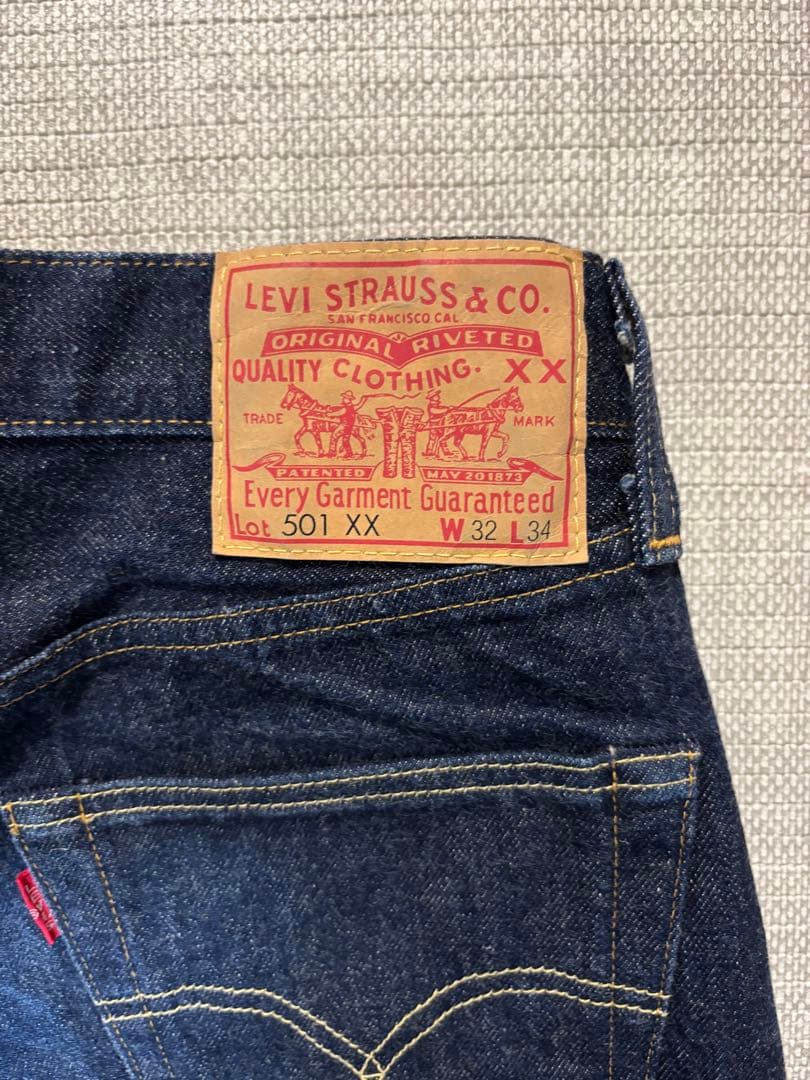 LEVI STRAUSS & CO.
SAN FRANCISCO CAL
ORIGINAL RIVETED
QUALITY CLOTHING. XX
TRADE MARK
PATENTED MAY 20 1873
Every Garment Guaranteed
Lot 501 XX W 32 L 34